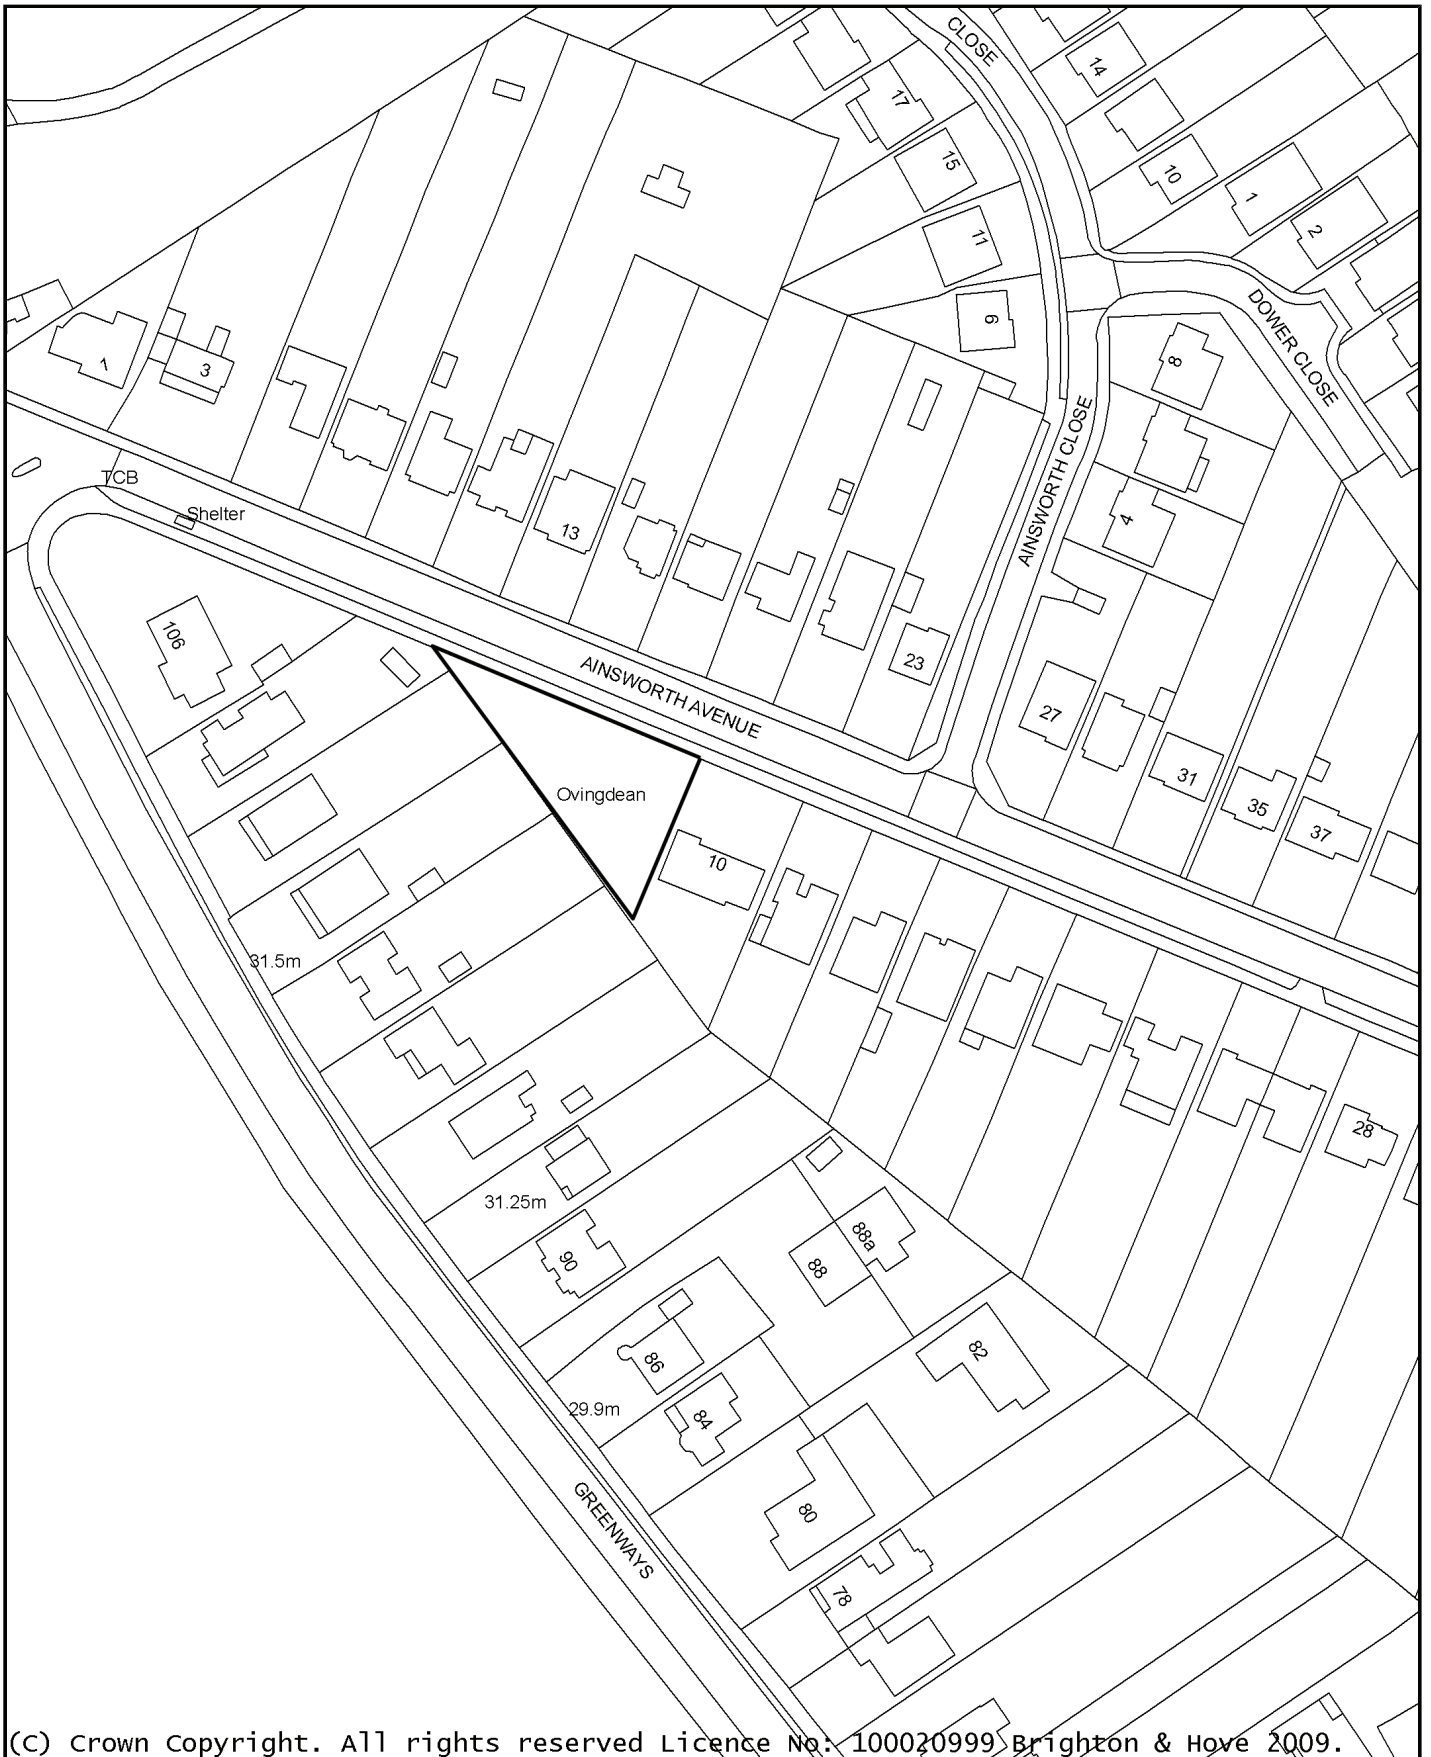 CLOSE
14
17
15
10
1
2
11
9
DOWER CLOSE
8
1
3
AINSWORTH CLOSE
TCB
Shelter
4
13
106
23
AINSWORTH AVENUE
27
31
Ovingdean
35
37
10
31.5m
28
31.25m
88a
90
88
82
86
29.9m
84
80
GREENWAYS
78
(C) Crown Copyright. All rights reserved Licence No: 100020999 Brighton & Hove 2009.